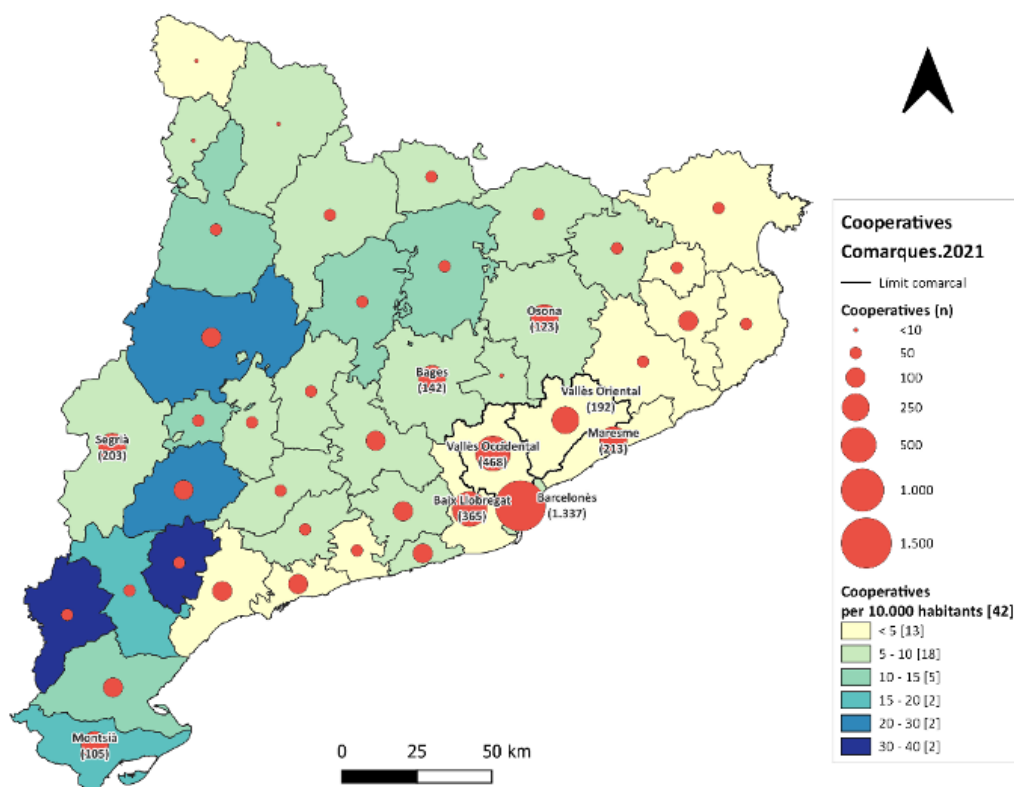 Osona
(123)
Bages
(142)
Vallès Oriental
(192)
Segrià
(203)
Maresme
(213)
Vallès Occidental
(468)
Baix Llobregat
(365)
Barcelonès
(1.337)
Montsià
(105)
0 25 50 km
Cooperatives
Comarques.2021
Límit comarcal
Cooperatives [n]
<10
50
100
250
500
1.000
1.500
Cooperatives
per 10.000 habitants [42]
< 5 [13]
5 - 10 [18]
10 - 15 [5]
15 - 20 [2]
20 - 30 [2]
30 - 40 [2]